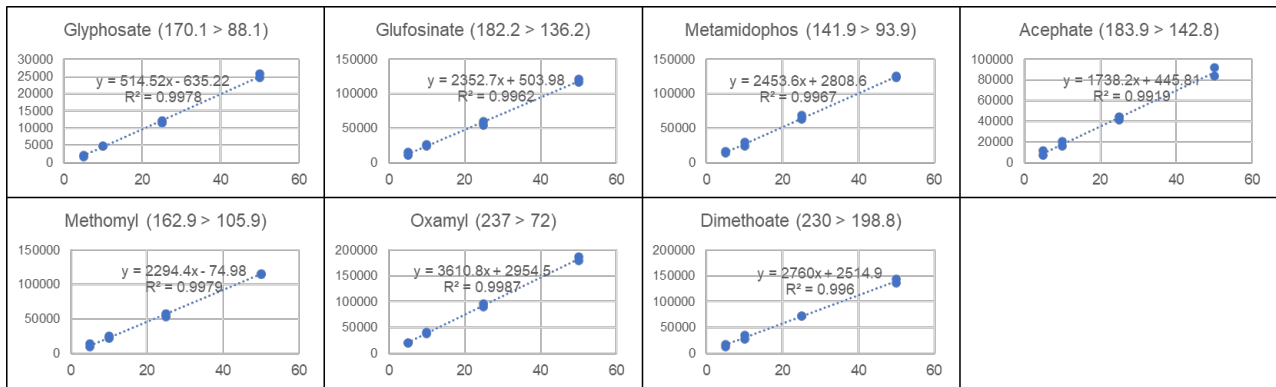 Glyphosate (170.1 > 88.1)
30000
25000
20000
15000
10000
5000
0
y = 514.52x - 635.22
R² = 0.9978
0 20 40 60
Glufosinate (182.2 > 136.2)
150000
100000
50000
0
y = 2352.7x + 503.98
R² = 0.9962
0 20 40 60
Metamidophos (141.9 > 93.9)
150000
100000
50000
0
y = 2453.6x + 2808.6
R² = 0.9967
0 20 40 60
Acephate (183.9 > 142.8)
100000
80000
60000
40000
20000
0
y = 1738.2x + 445.81
R² = 0.9919
0 20 40 60
Methomyl (162.9 > 105.9)
150000
100000
50000
0
y = 2294.4x - 74.98
R² = 0.9979
0 20 40 60
Oxamyl (237 > 72)
200000
150000
100000
50000
0
y = 3610.8x + 2954.5
R² = 0.9987
0 20 40 60
Dimethoate (230 > 198.8)
200000
150000
100000
50000
0
y = 2760x + 2514.9
R² = 0.996
0 20 40 60